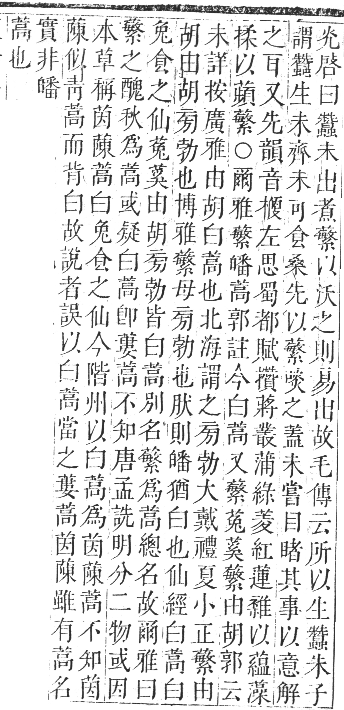 光啓曰蠶未出煮蘩以沃之則易出故毛傳云所以生蠶朱子
謂蠶生未齊未可食桑先以蘩啖之蓋未嘗目睹其事以意解
之耳又先韻音楩左思蜀都賦攢蔣叢蒲綠菱紅蓮雜以蘊藻
揉以蘋蘩○爾雅蘩皤蒿郭註今白蒿又蘩菟蒵蘩由胡郭云
未詳按廣雅由胡白蒿也北海謂之㫄勃大戴禮夏小正蘩由
胡由胡㫄勃也博雅蘩母㫄勃也肰則皤猶白也仙經白蒿白
兔食之仙菟蒵由胡㫄勃皆白蒿別名蘩爲蒿總名故爾雅曰
蘩之醜秋爲蒿或疑白蒿卽蔞蒿不知唐孟詵明分二物或因
本草稱茵蔯蒿白兔食之仙今階州以白蒿爲茵蔯蒿不知茵
蔯似靑蒿而背白故說者誤以白蒿當之蔞蒿茵蔯雖有蒿名
實非皤
蒿也